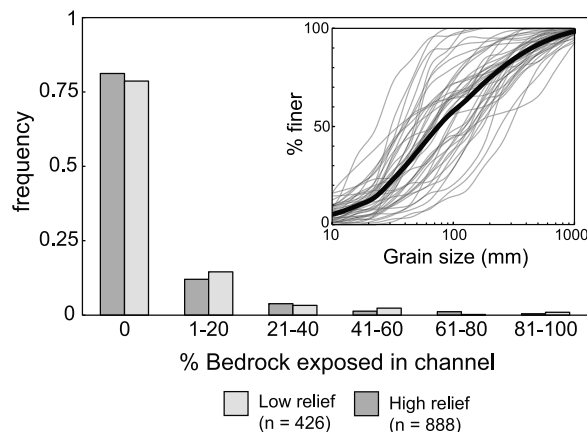 1
0.75
0.5
0.25
0
frequency
100
50
0
% finer
10 100 1000
Grain size (mm)
0 1-20 21-40 41-60 61-80 81-100
% Bedrock exposed in channel
Low relief
(n = 426)
High relief
(n = 888)